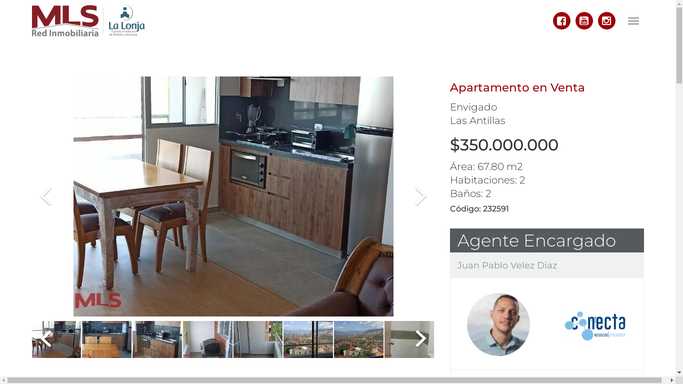 MLS
Red Inmobiliaria
La Lonja
Apartamento en Venta
Envigado
Las Antillas
$350.000.000
Área: 67.80 m2
Habitaciones: 2
Baños: 2
Código: 232591
Agente Encargado
Juan Pablo Velez Diaz
MLS
conecta